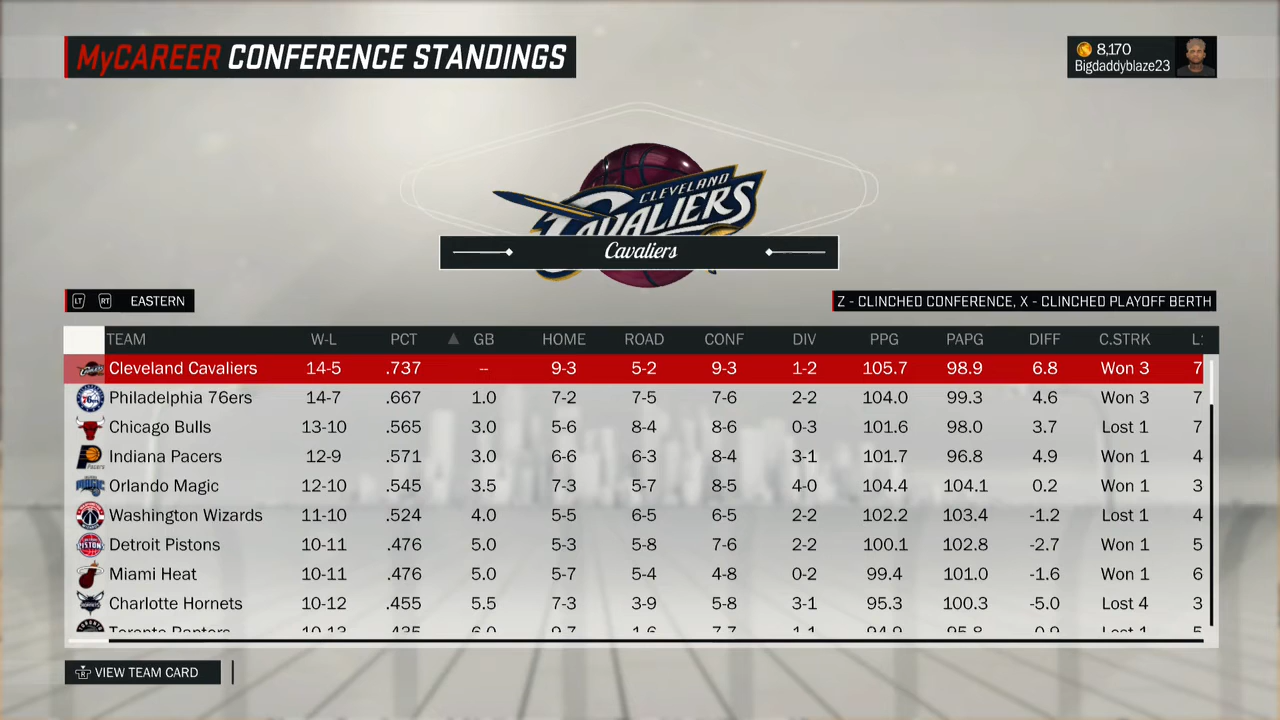 MyCAREER CONFERENCE STANDINGS
8,170
Bigdaddyblaze23
CLEVELAND
CAVALIERS
Cavaliers
LT RT EASTERN
Z - CLINCHED CONFERENCE, X - CLINCHED PLAYOFF BERTH
TEAM W-L PCT GB HOME ROAD CONF DIV PPG PAPG DIFF C.STRK
Cleveland Cavaliers 14-5 .737 -- 9-3 5-2 9-3 1-2 105.7 98.9 6.8 Won 3 7
Philadelphia 76ers 14-7 .667 1.0 7-2 7-5 7-6 2-2 104.0 99.3 4.6 Won 3 7
Chicago Bulls 13-10 .565 3.0 5-6 8-4 8-6 0-3 101.6 98.0 3.7 Lost 1 7
Indiana Pacers 12-9 .571 3.0 6-6 6-3 8-4 3-1 101.7 96.8 4.9 Won 1 4
Orlando Magic 12-10 .545 3.5 7-3 5-7 8-5 4-0 104.4 104.1 0.2 Won 1 3
Washington Wizards 11-10 .524 4.0 5-5 6-5 6-5 2-2 102.2 103.4 -1.2 Lost 1 4
Detroit Pistons 10-11 .476 5.0 5-3 5-8 7-6 2-2 100.1 102.8 -2.7 Won 1 5
Miami Heat 10-11 .476 5.0 5-7 5-4 4-8 0-2 99.4 101.0 -1.6 Won 1 6
Charlotte Hornets 10-12 .455 5.5 7-3 3-9 5-8 3-1 95.3 100.3 -5.0 Lost 4 3
Toronto Raptors 10-13 .435 6.0
VIEW TEAM CARD